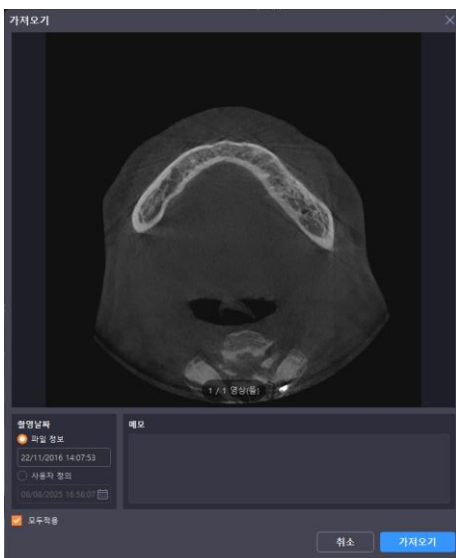 가져오기
1 / 1 영상(들)
촬영날짜
파일 정보
22/11/2016 14:07:53
사용자 정의
06/06/2025 16:56:07
메모
모두적용
취소
가져오기